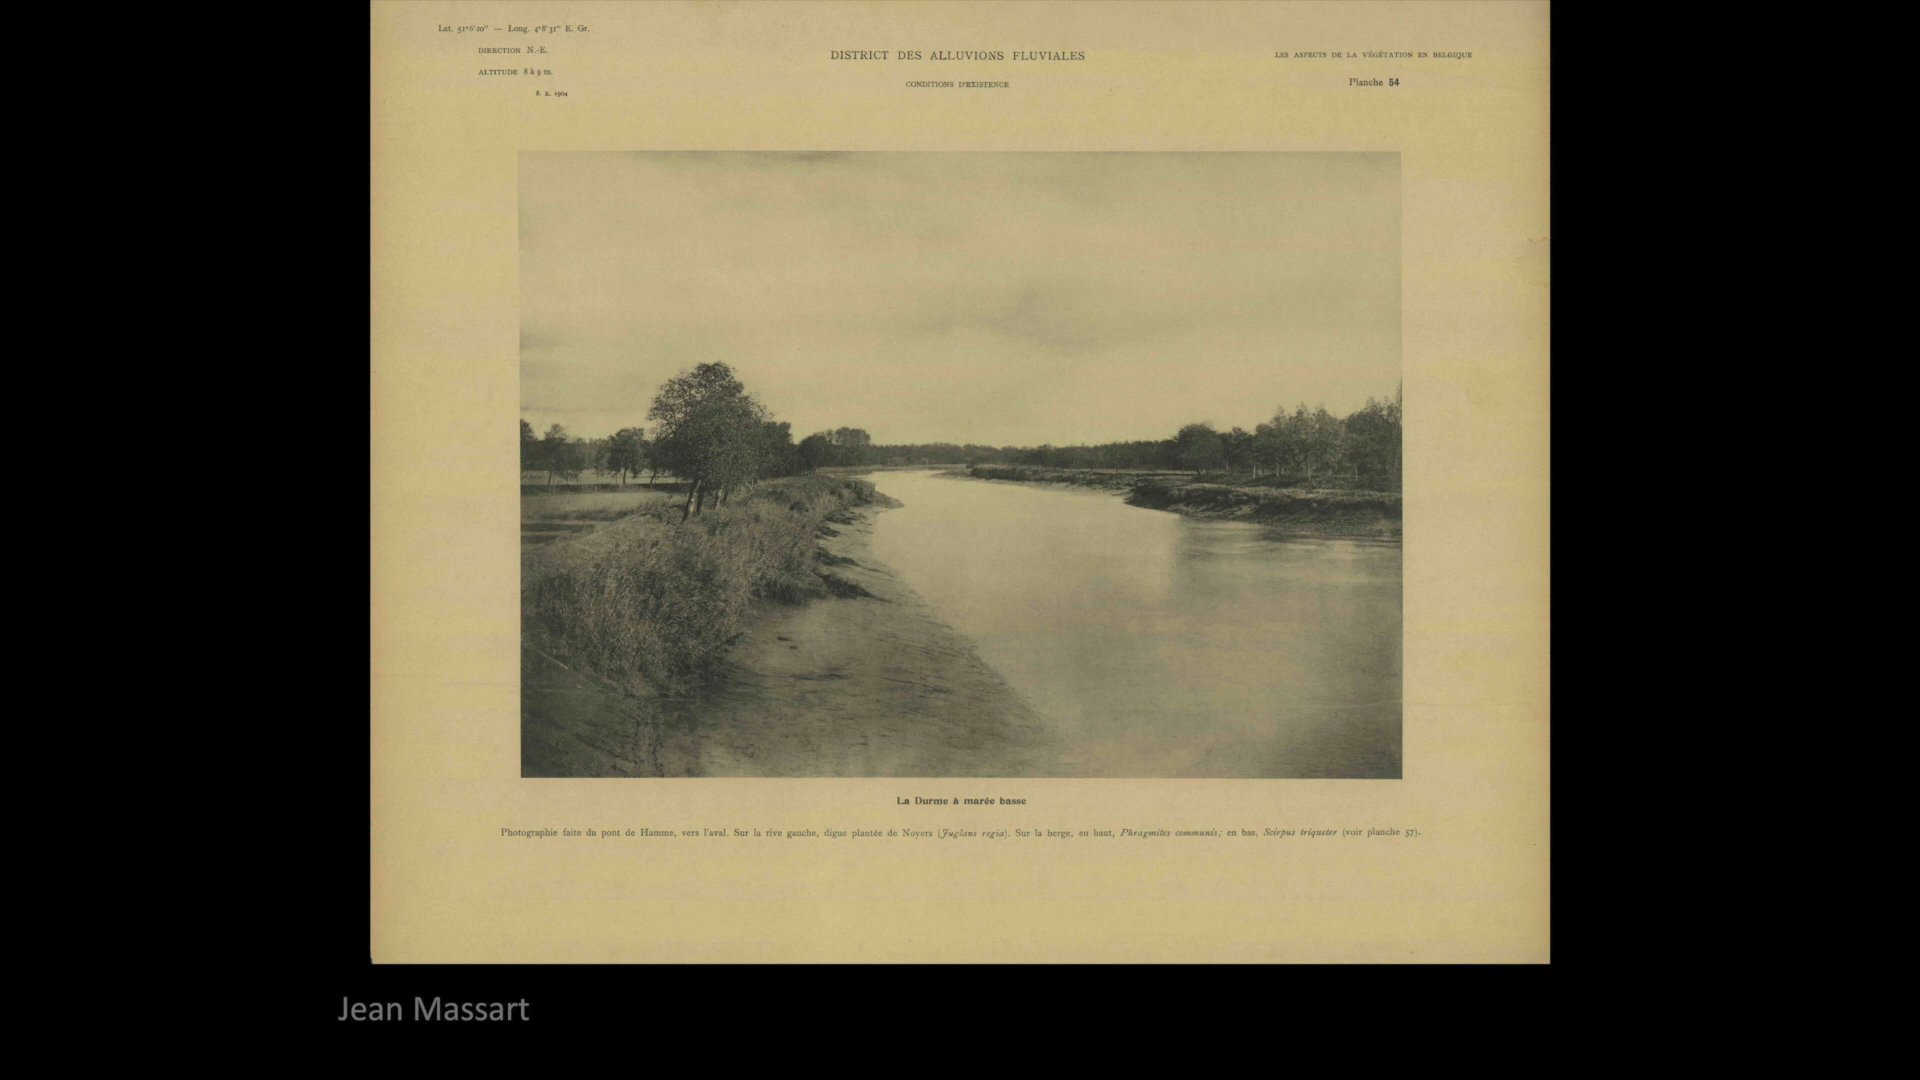 Lat. 51°6'20" — Long. 4°8'31" E. Gr.
DIRECTION N.-E.
ALTITUDE 8 à 9 m.
8. X. 1904
DISTRICT DES ALLUVIONS FLUVIALES
CONDITIONS D'EXISTENCE
LES ASPECTS DE LA VÉGÉTATION EN BELGIQUE
Planche 54
La Durme à marée basse
Photographie faite du pont de Hamme, vers l'aval. Sur la rive gauche, digue plantée de Noyers (Juglans regia). Sur la berge, en haut, Phragmites communis; en bas, Scirpus triqueter (voir planche 57).
Jean Massart